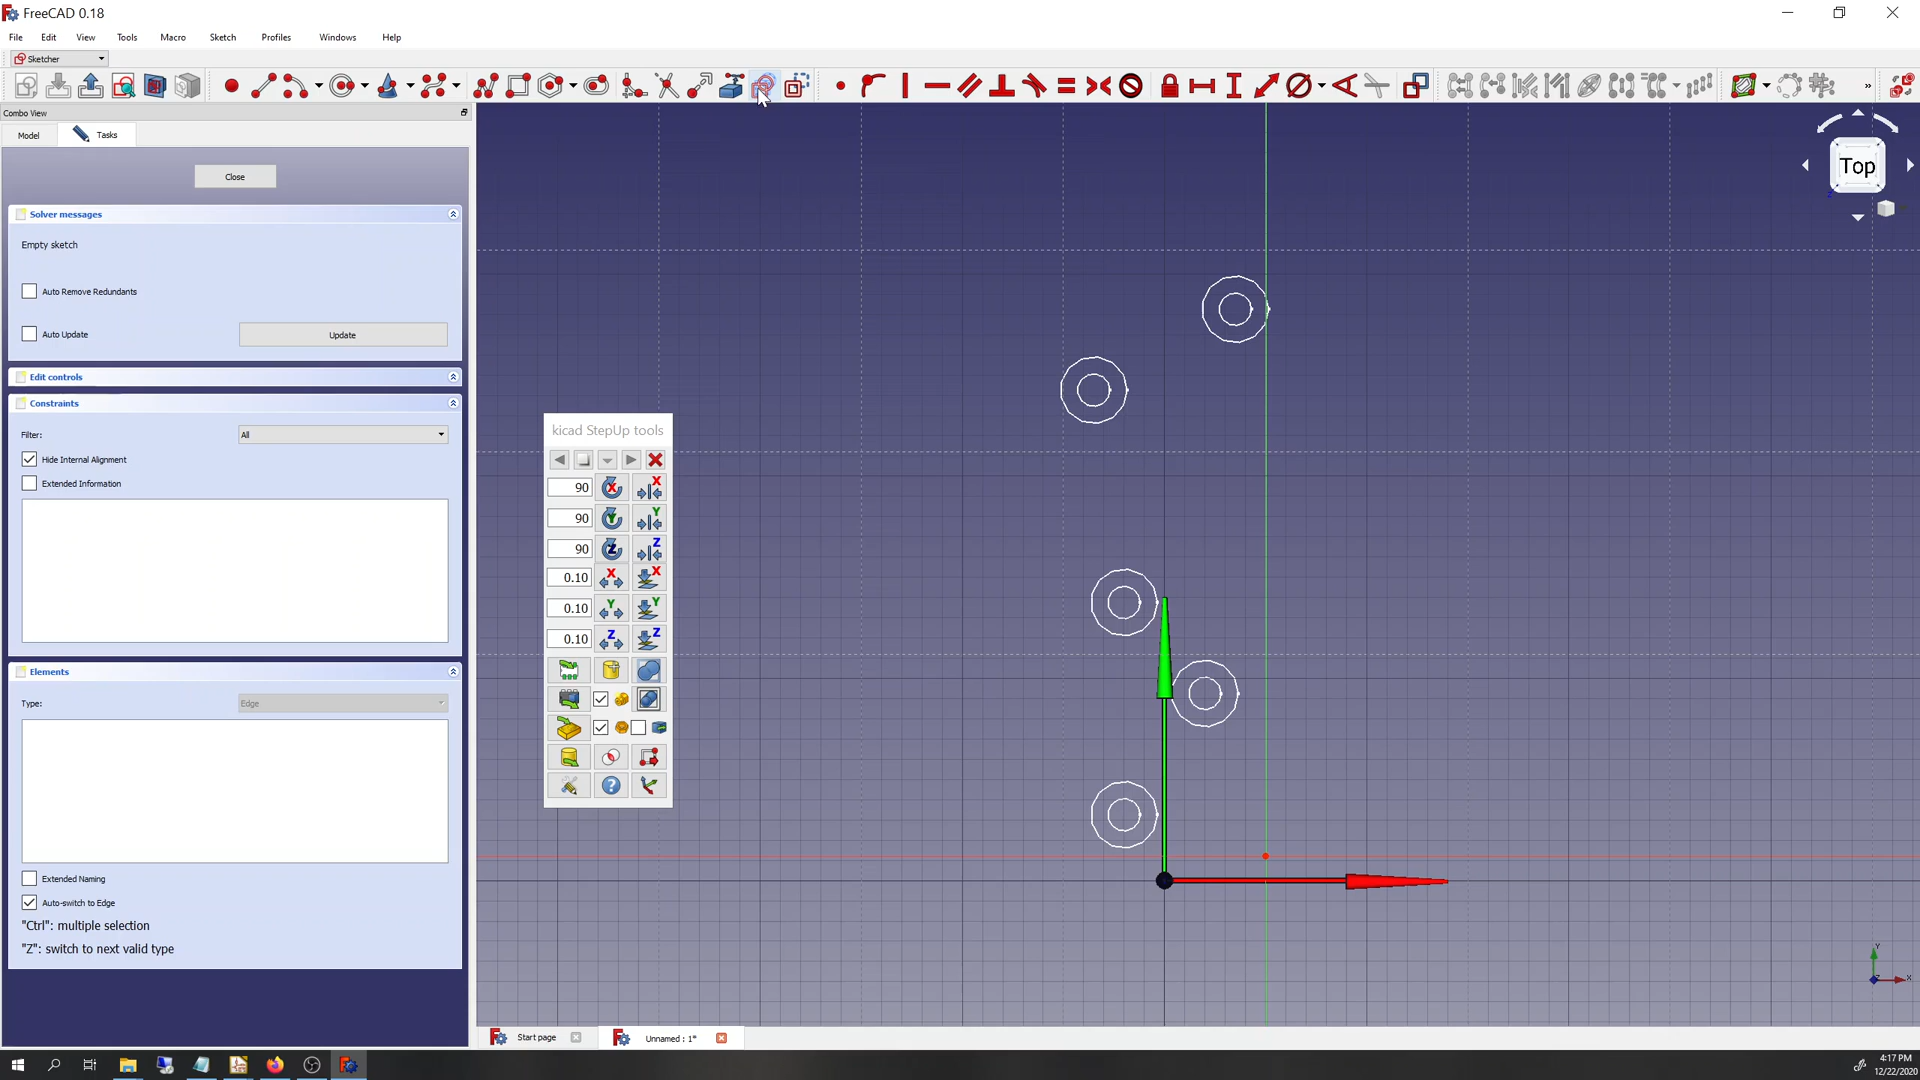 FreeCAD 0.18
File Edit View Tools Macro Sketch Profiles Windows Help
Sketcher
Combo View
Model Tasks
Close
Solver messages
Empty sketch
Auto Remove Redundants
Auto Update Update
Edit controls
Constraints
Filter: All
Hide Internal Alignment
Extended Information
Elements
Type: Edge
Extended Naming
Auto-switch to Edge
"Ctrl": multiple selection
"Z": switch to next valid type
kicad StepUp tools
90 X X
90 Y Y
90 Z Z
0.10 X X
0.10 Y Y
0.10 Z Z
Top
Y
Z X
Start page Unnamed : 1*
4:17 PM
12/22/2020